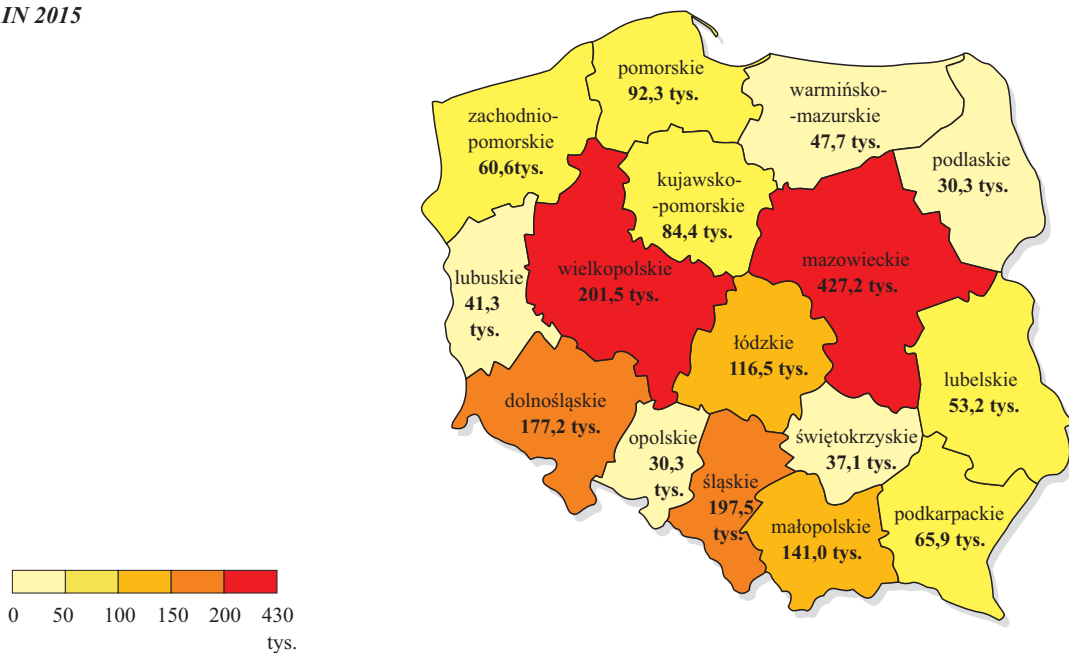 IN 2015
pomorskie
92,3 tys.
warmińsko-
-mazurskie
47,7 tys.
zachodnio-
pomorskie
60,6tys.
podlaskie
30,3 tys.
kujawsko-
-pomorskie
84,4 tys.
lubuskie
41,3
tys.
wielkopolskie
201,5 tys.
mazowieckie
427,2 tys.
łódzkie
116,5 tys.
lubelskie
53,2 tys.
dolnośląskie
177,2 tys.
opolskie
30,3
tys.
śląskie
197,5
tys.
świętokrzyskie
37,1 tys.
małopolskie
141,0 tys.
podkarpackie
65,9 tys.
0 50 100 150 200 430
tys.